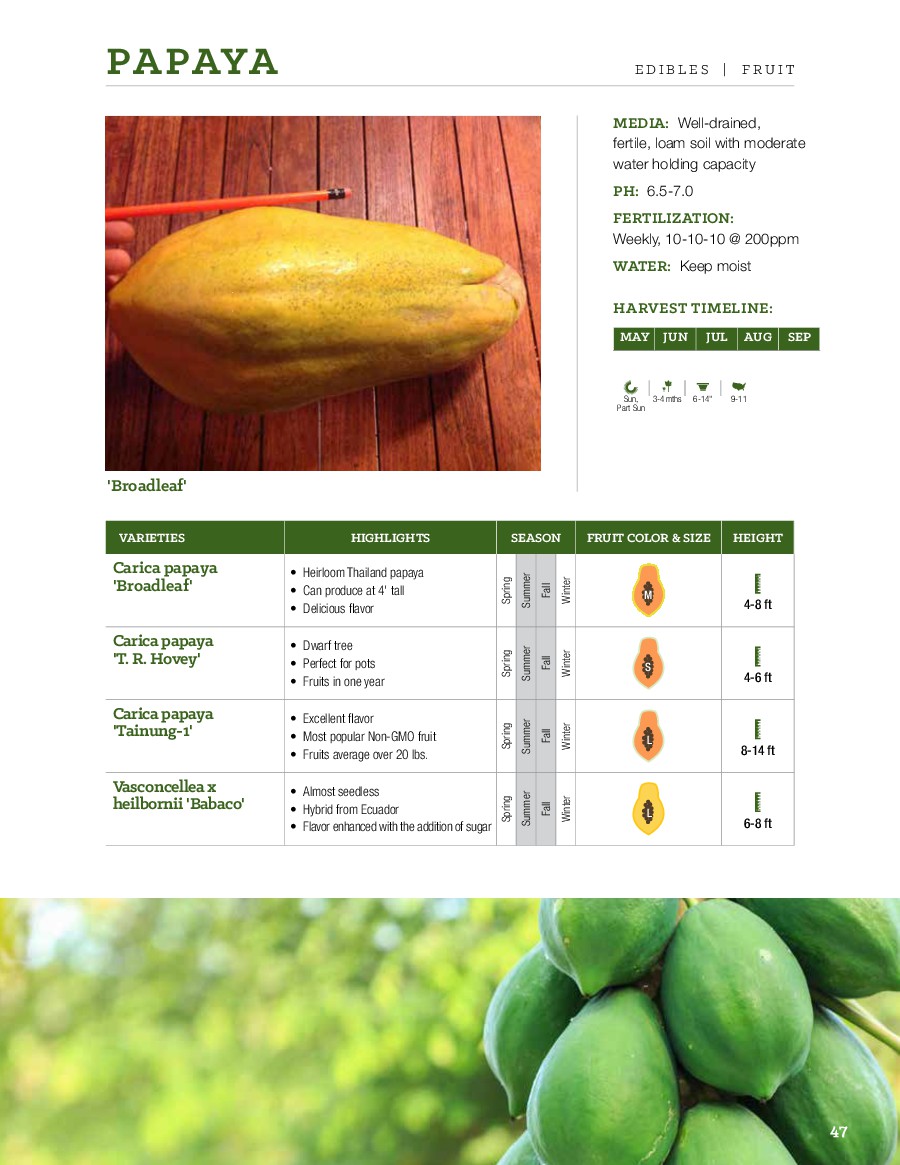 PAPAYA
EDIBLES | FRUIT
MEDIA: Well-drained,
fertile, loam soil with moderate
water holding capacity
PH: 6.5-7.0
FERTILIZATION:
Weekly, 10-10-10 @ 200ppm
WATER: Keep moist
HARVEST TIMELINE:
MAY JUN JUL AUG SEP
Sun,
Part Sun
3-4 mths
6-14"
9-11
'Broadleaf'
VARIETIES HIGHLIGHTS SEASON FRUIT COLOR & SIZE HEIGHT
Carica papaya
'Broadleaf'
• Heirloom Thailand papaya
• Can produce at 4' tall
• Delicious flavor
Spring
Summer
Fall
Winter
M
4-8 ft
Carica papaya
'T. R. Hovey'
• Dwarf tree
• Perfect for pots
• Fruits in one year
Spring
Summer
Fall
Winter
S
4-6 ft
Carica papaya
'Tainung-1'
• Excellent flavor
• Most popular Non-GMO fruit
• Fruits average over 20 lbs.
Spring
Summer
Fall
Winter
L
8-14 ft
Vasconcellea x
heilbornii 'Babaco'
• Almost seedless
• Hybrid from Ecuador
• Flavor enhanced with the addition of sugar
Spring
Summer
Fall
Winter
L
6-8 ft
47